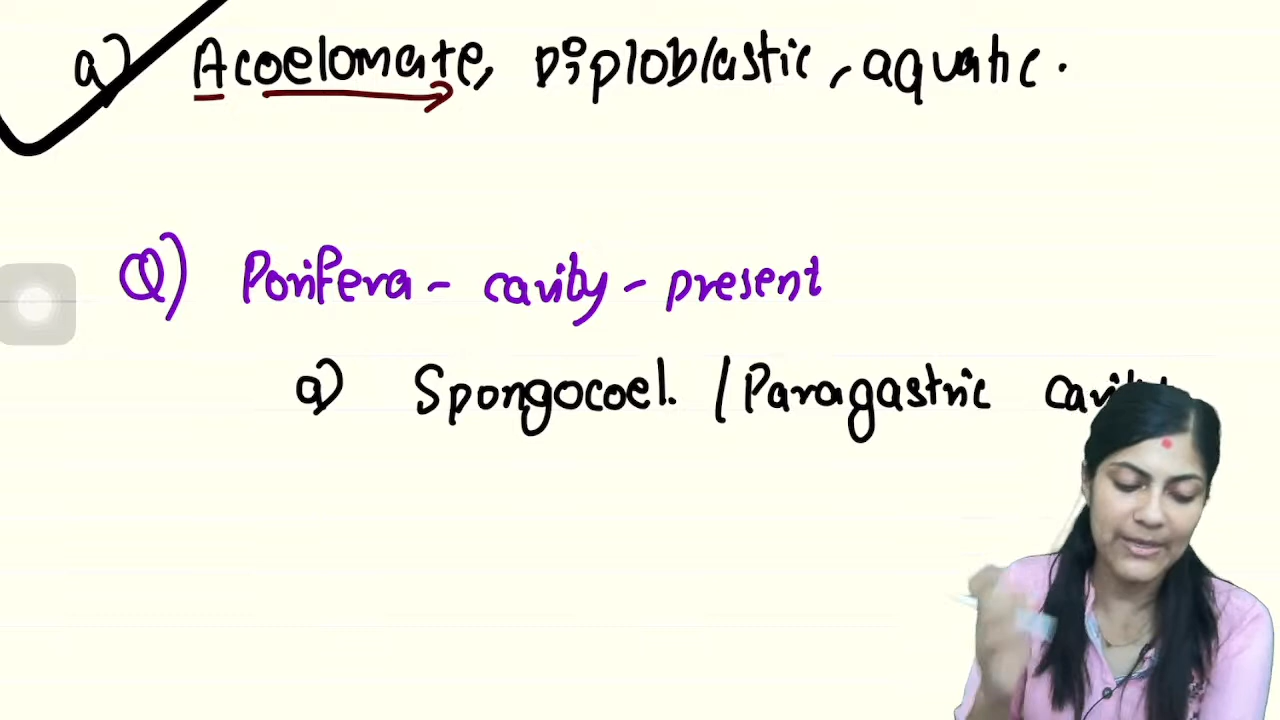 a) Acoelomate, Diploblastic, aquatic.
Q) Porifera - cavity - present
a) Spongocoel. / Paragastric